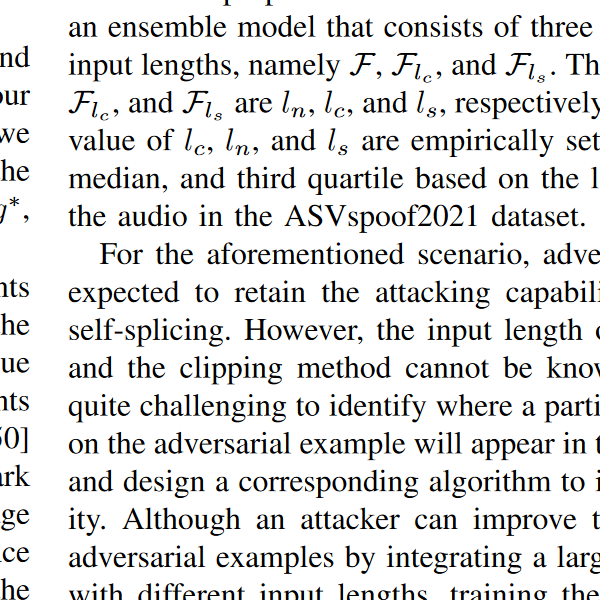 nd
our
we
he
g*,
nts
he
ue
nts
50]
ark
ge
ce
he
an ensemble model that consists of three
input lengths, namely F, F_{l_c}, and F_{l_s}. Th
F_{l_c}, and F_{l_s} are l_n, l_c, and l_s, respectively
value of l_c, l_n, and l_s are empirically set
median, and third quartile based on the l
the audio in the ASVspoof2021 dataset.
For the aforementioned scenario, adve
expected to retain the attacking capabili
self-splicing. However, the input length o
and the clipping method cannot be know
quite challenging to identify where a parti
on the adversarial example will appear in t
and design a corresponding algorithm to i
ity. Although an attacker can improve t
adversarial examples by integrating a larg
with different input lengths, training the